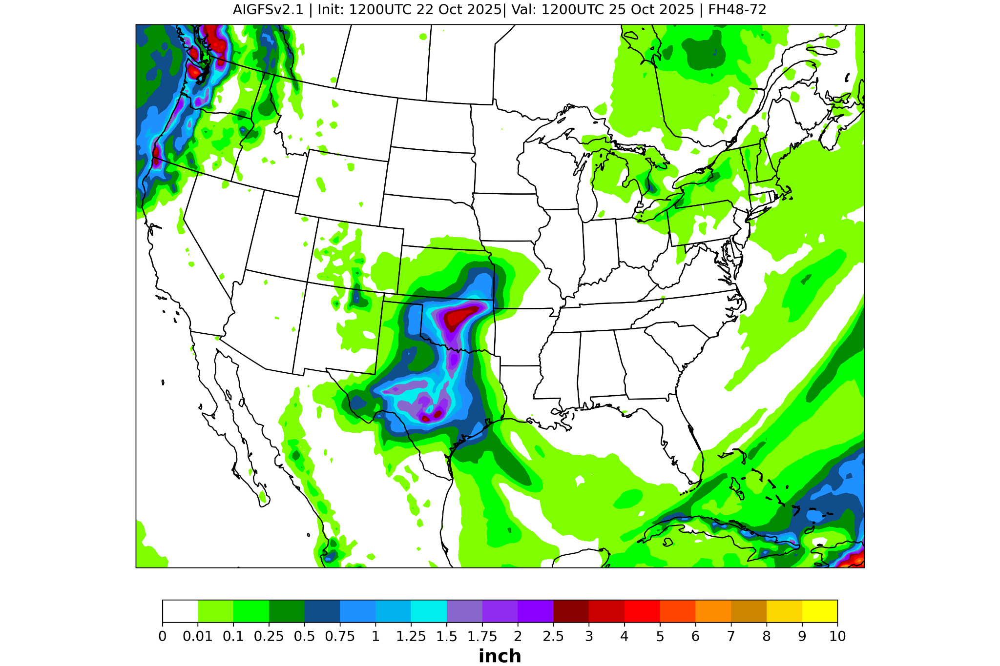 AIGFSv2.1 | Init: 1200UTC 22 Oct 2025| Val: 1200UTC 25 Oct 2025 | FH48-72
0 0.01 0.1 0.25 0.5 0.75 1 1.25 1.5 1.75 2 2.5 3 4 5 6 7 8 9 10
inch